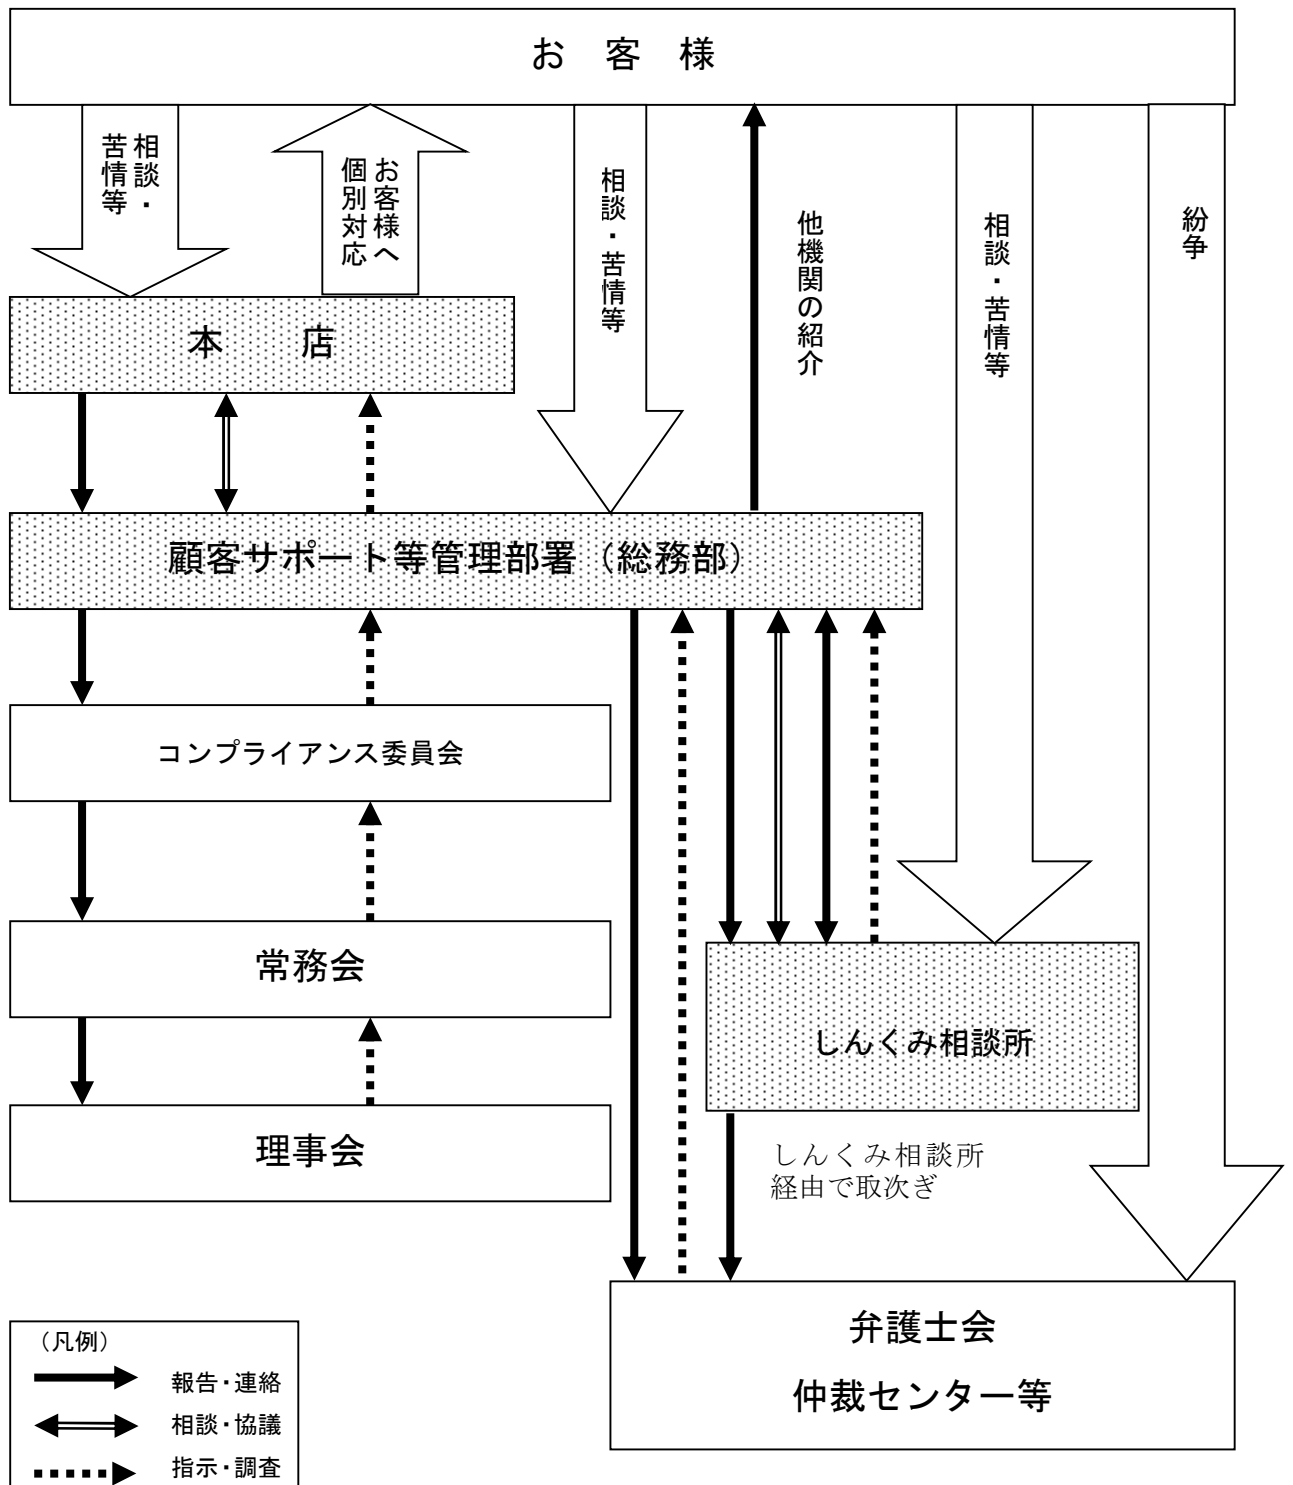 お 客 様
相談・
苦情等
お客様へ
個別対応
相談・苦情等
他機関の紹介
相談・苦情等
紛争
本 店
顧客サポート等管理部署（総務部）
コンプライアンス委員会
常務会
しんくみ相談所
理事会
しんくみ相談所
経由で取次ぎ
弁護士会
仲裁センター等
（凡例）
報告・連絡
相談・協議
指示・調査